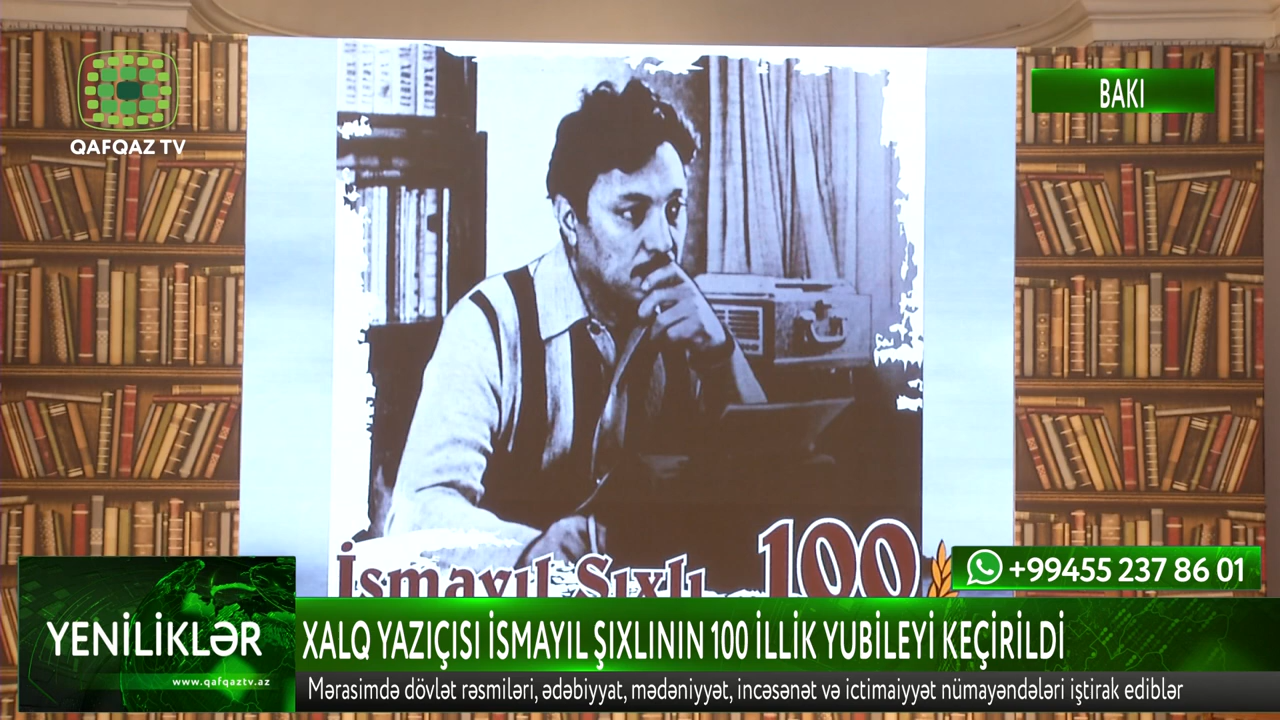 QAFQAZ TV
BAKI
İsmayıl Şıxlı 100
+99455 237 86 01
YENİLİKLƏR
www.qafqaztv.az
XALQ YAZIÇISI İSMAYIL ŞIXLININ 100 İLLİK YUBİLEYİ KEÇİRİLDİ
Mərasimdə dövlət rəsmiləri, ədəbiyyat, mədəniyyət, incəsənət və ictimaiyyət nümayəndələri iştirak ediblər